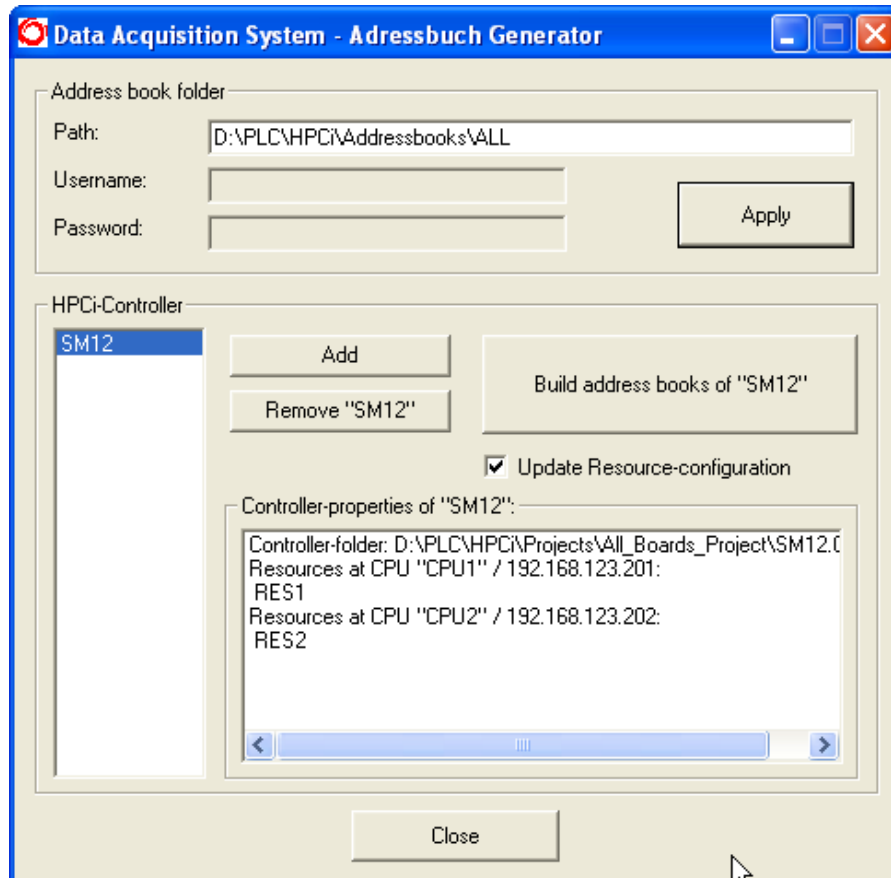 Data Acquisition System - Adressbuch Generator
Address book folder
Path:
D:\PLC\HPCi\Addressbooks\ALL
Username:
Password:
Apply
HPCi-Controller
SM12
Add
Remove "SM12"
Build address books of "SM12"
Update Resource-configuration
Controller-properties of "SM12":
Controller-folder: D:\PLC\HPCi\Projects\All_Boards_Project\SM12.
Resources at CPU "CPU1" / 192.168.123.201:
RES1
Resources at CPU "CPU2" / 192.168.123.202:
RES2
Close